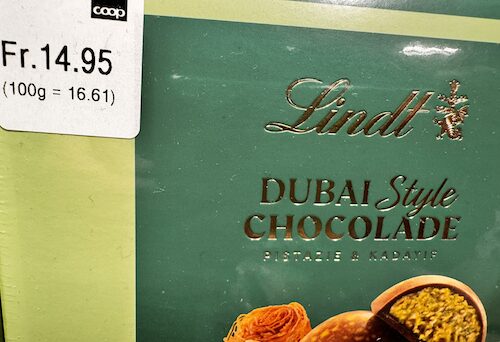 coop
Fr.14.95
(100g = 16.61)
Lindt
DUBAI Style
CHOCOLADE
PISTAZIE & KADAYIF